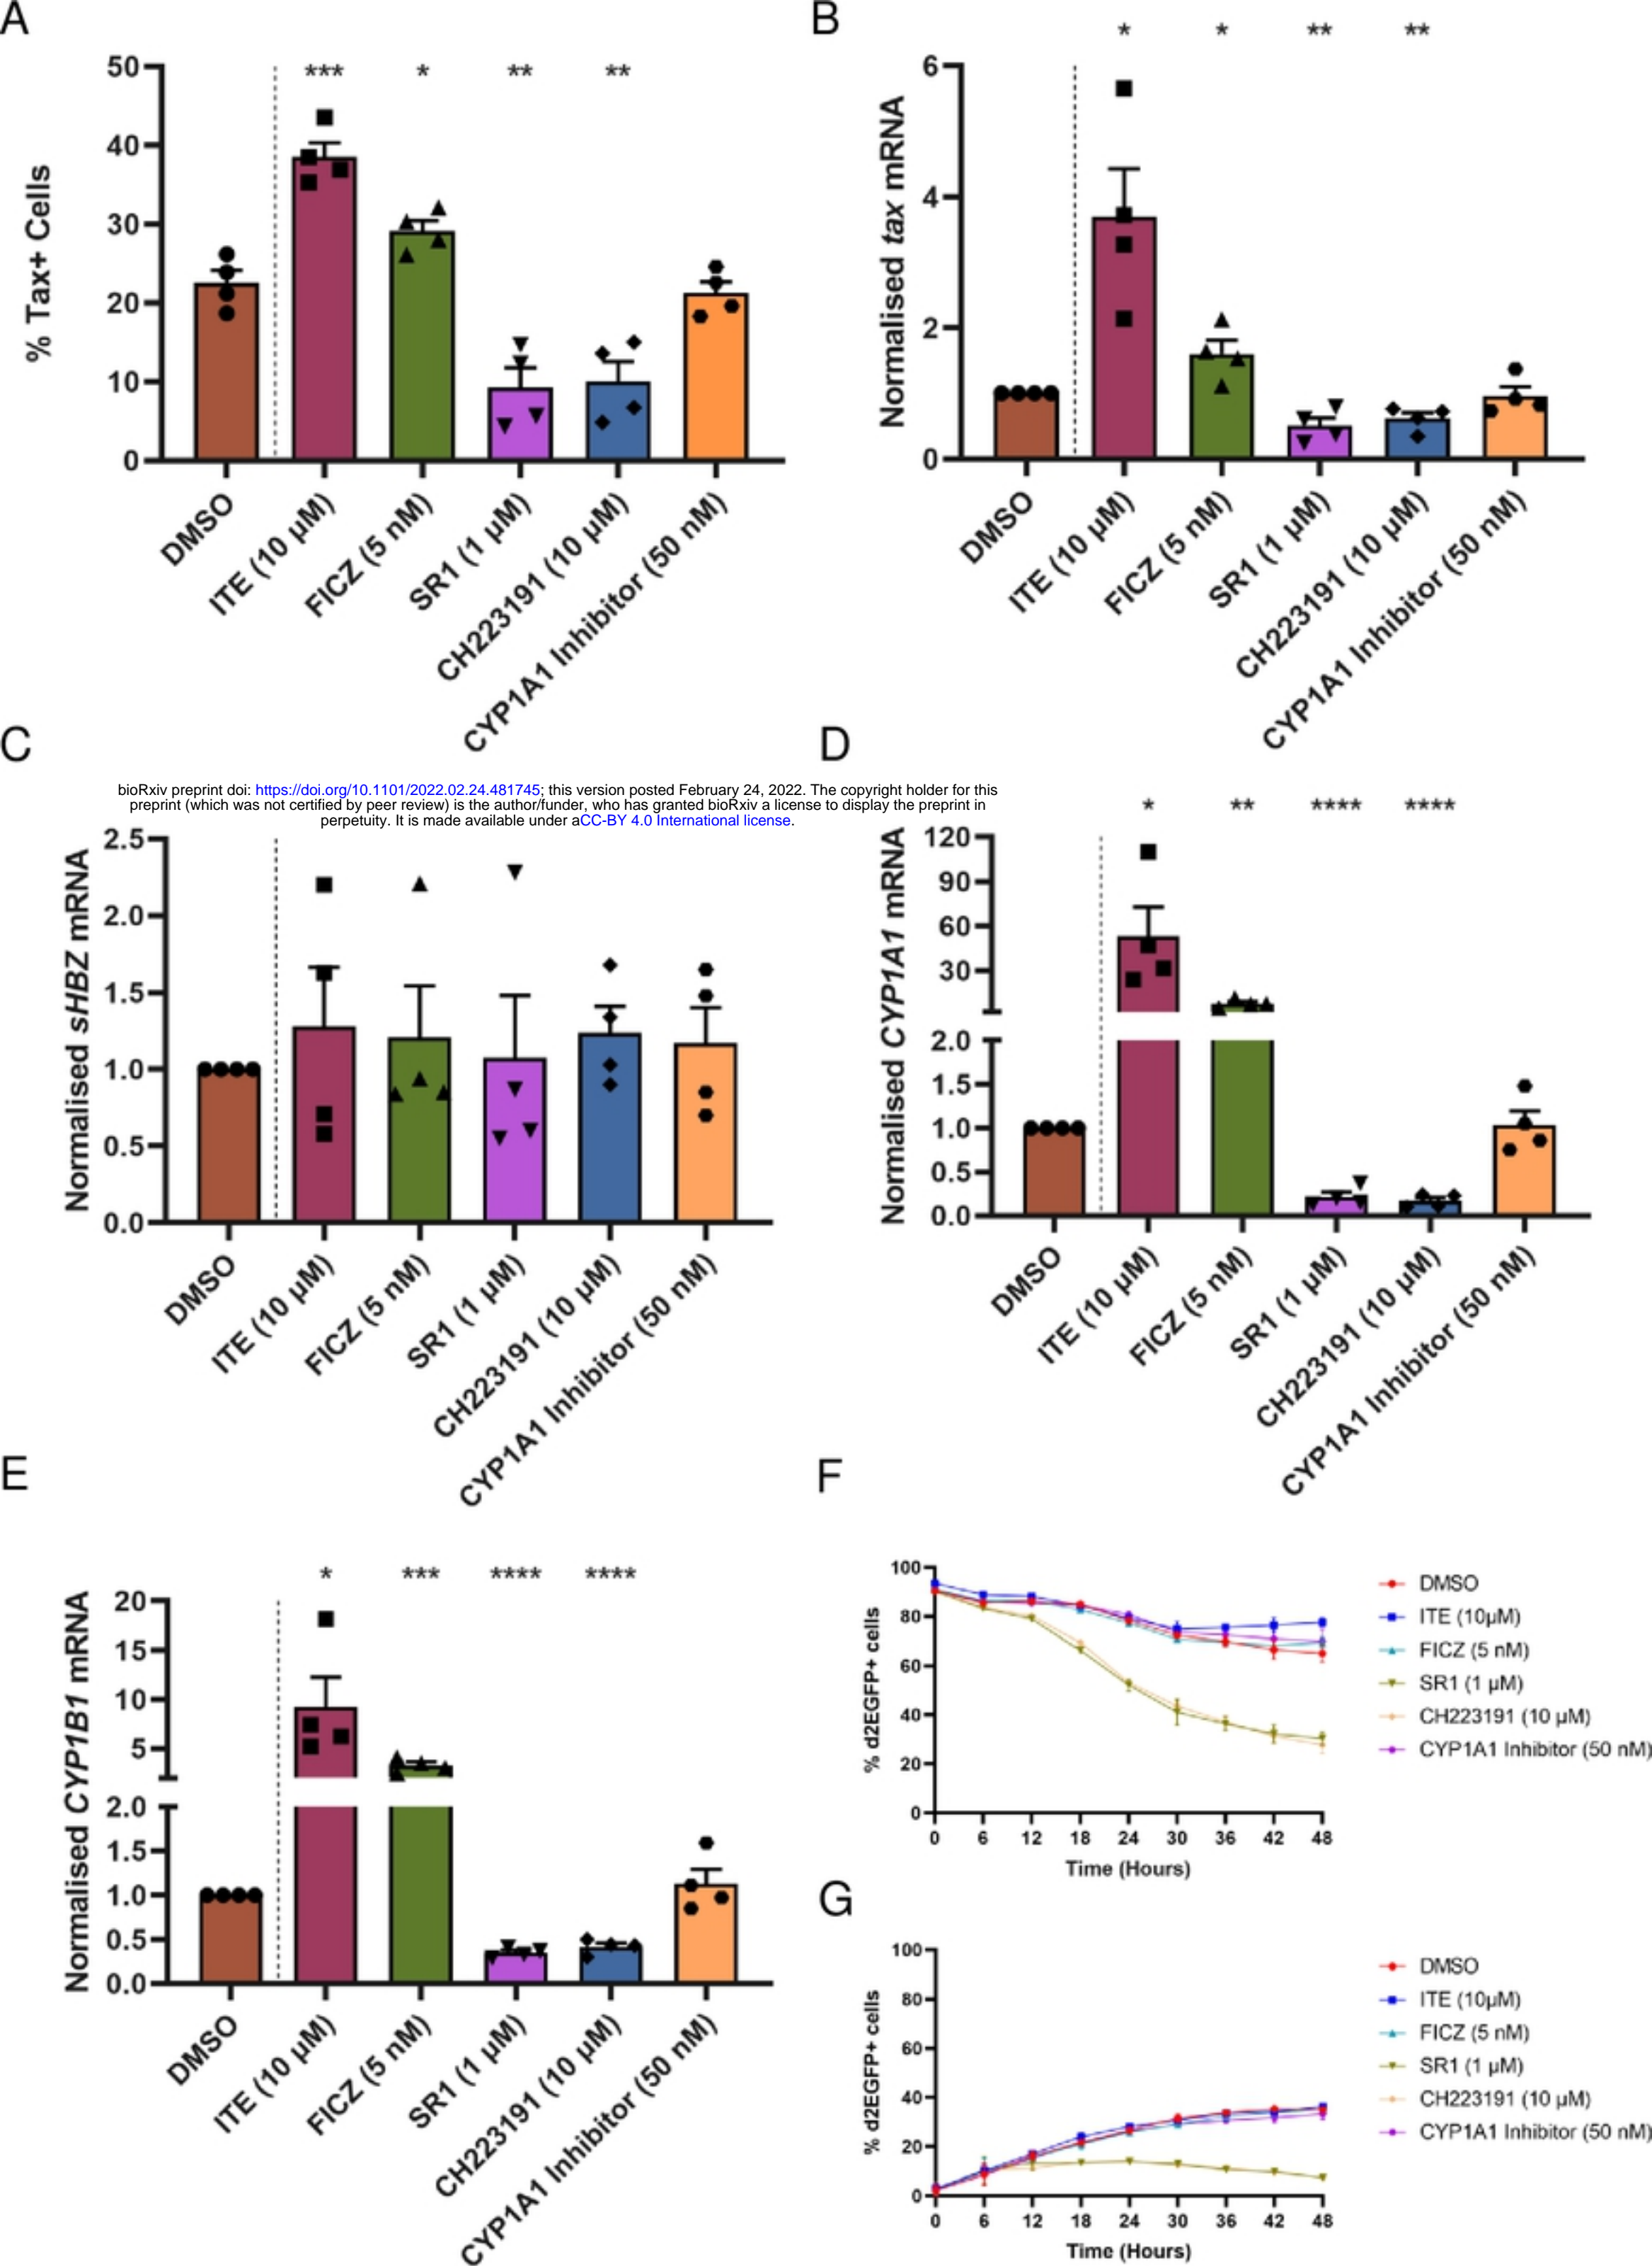 A
B
*** * ** **
* * ** **
% Tax+ Cells
50
40
30
20
10
0
DMSO
ITE (10 µM)
FICZ (5 nM)
SR1 (1 µM)
CH223191 (10 µM)
CYP1A1 Inhibitor (50 nM)
Normalised tax mRNA
6
4
2
0
DMSO
ITE (10 µM)
FICZ (5 nM)
SR1 (1 µM)
CH223191 (10 µM)
CYP1A1 Inhibitor (50 nM)
C
D
bioRxiv preprint doi: https://doi.org/10.1101/2022.02.24.481745; this version posted February 24, 2022. The copyright holder for this
preprint (which was not certified by peer review) is the author/funder, who has granted bioRxiv a license to display the preprint in
perpetuity. It is made available under aCC-BY 4.0 International license.
Normalised sHBZ mRNA
2.5
2.0
1.5
1.0
0.5
0.0
DMSO
ITE (10 µM)
FICZ (5 nM)
SR1 (1 µM)
CH223191 (10 µM)
CYP1A1 Inhibitor (50 nM)
* ** **** ****
Normalised CYP1A1 mRNA
120
90
60
30
2.0
1.5
1.0
0.5
0.0
DMSO
ITE (10 µM)
FICZ (5 nM)
SR1 (1 µM)
CH223191 (10 µM)
CYP1A1 Inhibitor (50 nM)
E
F
* *** **** ****
Normalised CYP1B1 mRNA
20
15
10
5
2.0
1.5
1.0
0.5
0.0
DMSO
ITE (10 µM)
FICZ (5 nM)
SR1 (1 µM)
CH223191 (10 µM)
CYP1A1 Inhibitor (50 nM)
% d2EGFP+ cells
100
80
60
40
20
0
0 6 12 18 24 30 36 42 48
Time (Hours)
DMSO
ITE (10µM)
FICZ (5 nM)
SR1 (1 µM)
CH223191 (10 µM)
CYP1A1 Inhibitor (50 nM)
G
% d2EGFP+ cells
100
80
60
40
20
0
0 6 12 18 24 30 36 42 48
Time (Hours)
DMSO
ITE (10µM)
FICZ (5 nM)
SR1 (1 µM)
CH223191 (10 µM)
CYP1A1 Inhibitor (50 nM)